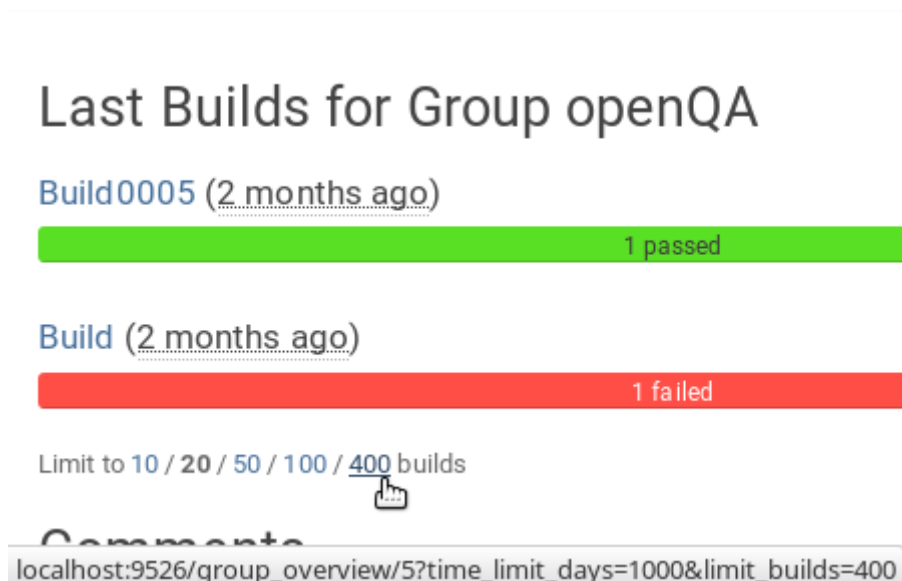 Last Builds for Group openQA
Build0005 (2 months ago)
1 passed
Build (2 months ago)
1 failed
Limit to 10 / 20 / 50 / 100 / 400 builds
Comments
localhost:9526/group_overview/5?time_limit_days=1000&limit_builds=400